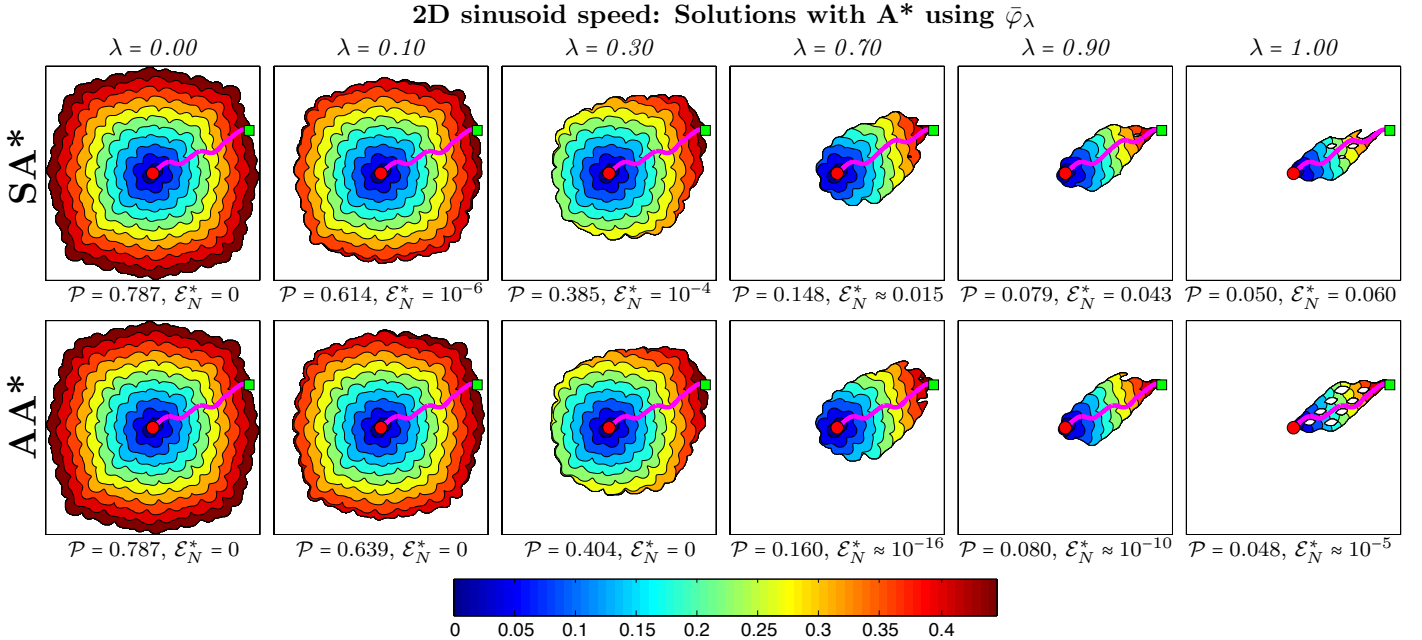 2D sinusoid speed: Solutions with A* using φ̄_λ
λ = 0.00 λ = 0.10 λ = 0.30 λ = 0.70 λ = 0.90 λ = 1.00
SA*
𝒫 = 0.787, ℰ*_N = 0 𝒫 = 0.614, ℰ*_N = 10⁻⁶ 𝒫 = 0.385, ℰ*_N = 10⁻⁴ 𝒫 = 0.148, ℰ*_N ≈ 0.015 𝒫 = 0.079, ℰ*_N = 0.043 𝒫 = 0.050, ℰ*_N = 0.060
AA*
𝒫 = 0.787, ℰ*_N = 0 𝒫 = 0.639, ℰ*_N = 0 𝒫 = 0.404, ℰ*_N = 0 𝒫 = 0.160, ℰ*_N ≈ 10⁻¹⁶ 𝒫 = 0.080, ℰ*_N ≈ 10⁻¹⁰ 𝒫 = 0.048, ℰ*_N ≈ 10⁻⁵
0 0.05 0.1 0.15 0.2 0.25 0.3 0.35 0.4